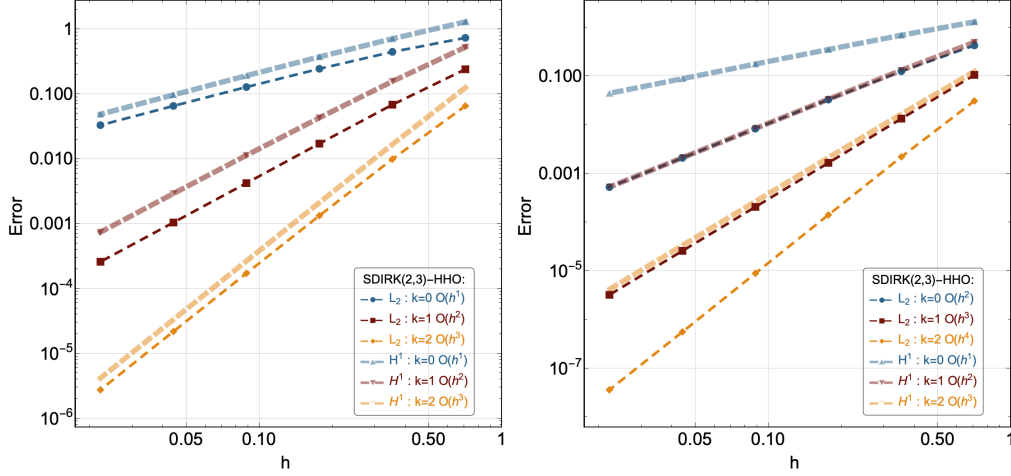 1
0.100
0.010
0.001
10⁻⁴
10⁻⁵
10⁻⁶
Error
0.05
0.10
0.50
1
h
SDIRK(2,3)–HHO:
L₂ : k=0 O(h¹)
L₂ : k=1 O(h²)
L₂ : k=2 O(h³)
H¹ : k=0 O(h¹)
H¹ : k=1 O(h²)
H¹ : k=2 O(h³)
0.100
0.001
10⁻⁵
10⁻⁷
Error
0.05
0.10
0.50
1
h
SDIRK(2,3)–HHO:
L₂ : k=0 O(h²)
L₂ : k=1 O(h³)
L₂ : k=2 O(h⁴)
H¹ : k=0 O(h¹)
H¹ : k=1 O(h²)
H¹ : k=2 O(h³)